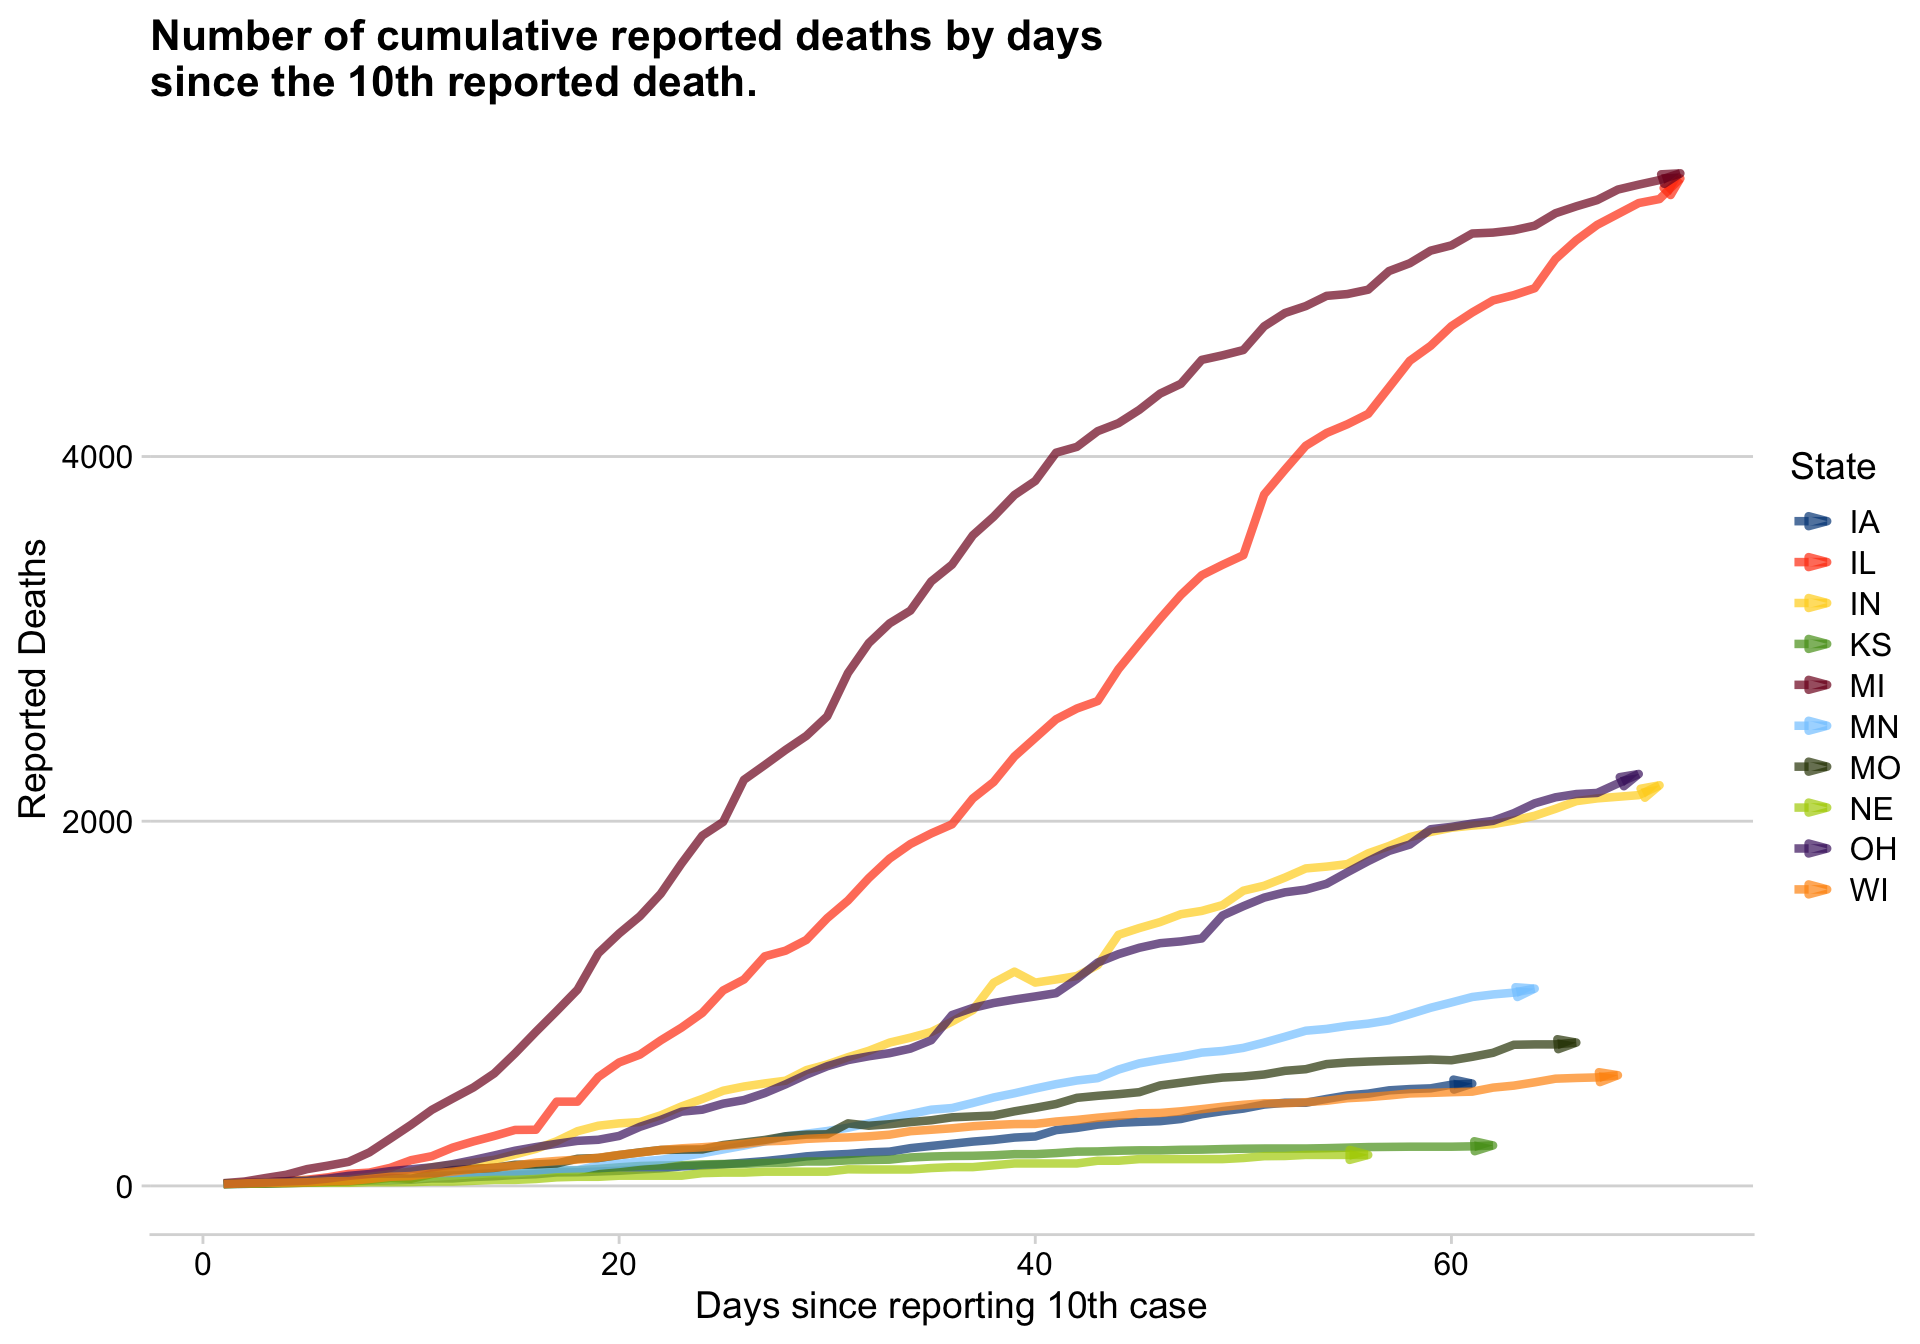 Number of cumulative reported deaths by days
since the 10th reported death.
Reported Deaths
4000
2000
0
0 20 40 60
Days since reporting 10th case
State
IA
IL
IN
KS
MI
MN
MO
NE
OH
WI